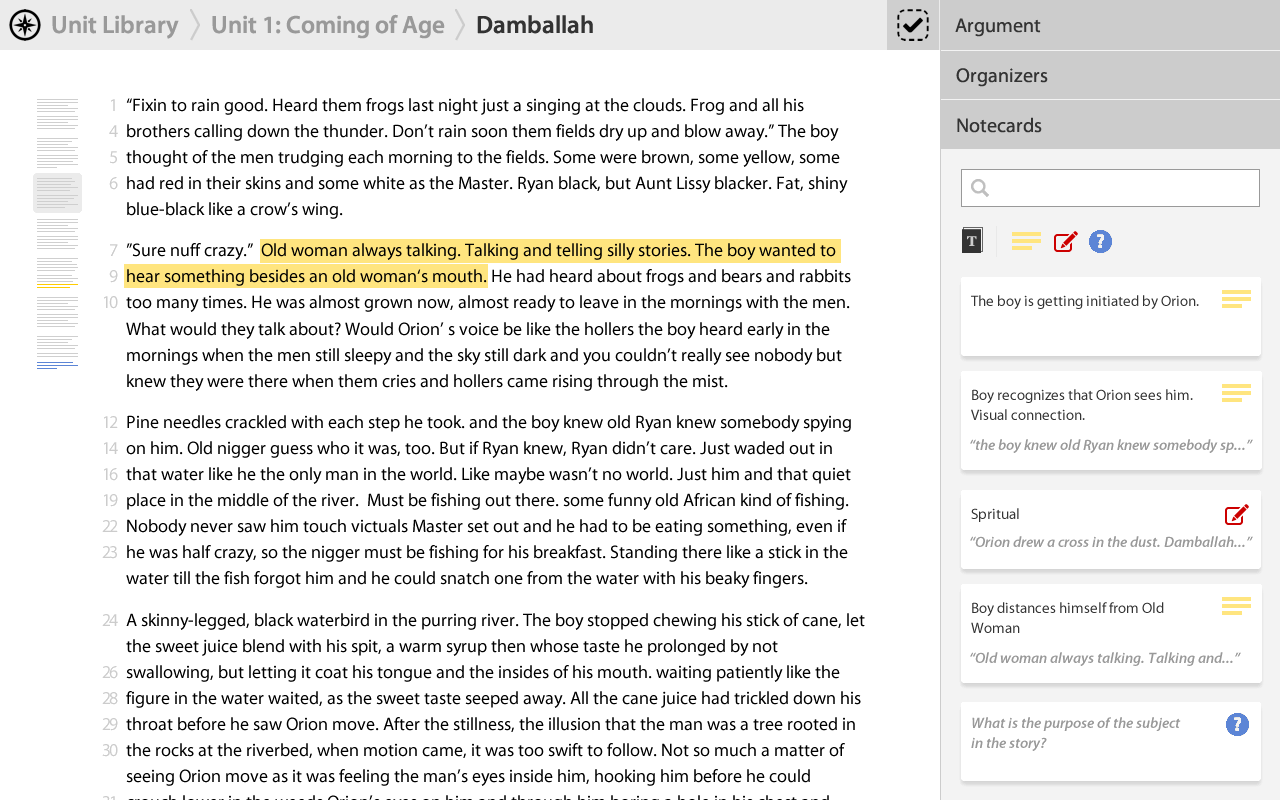 Unit Library Unit 1: Coming of Age Damballah
1 “Fixin to rain good. Heard them frogs last night just a singing at the clouds. Frog and all his
4 brothers calling down the thunder. Don’t rain soon them fields dry up and blow away.” The boy
5 thought of the men trudging each morning to the fields. Some were brown, some yellow, some
6 had red in their skins and some white as the Master. Ryan black, but Aunt Lissy blacker. Fat, shiny
blue-black like a crow’s wing.
7 ”Sure nuff crazy.” Old woman always talking. Talking and telling silly stories. The boy wanted to
9 hear something besides an old woman‘s mouth. He had heard about frogs and bears and rabbits
10 too many times. He was almost grown now, almost ready to leave in the mornings with the men.
What would they talk about? Would Orion’ s voice be like the hollers the boy heard early in the
mornings when the men still sleepy and the sky still dark and you couldn’t really see nobody but
knew they were there when them cries and hollers came rising through the mist.
12 Pine needles crackled with each step he took. and the boy knew old Ryan knew somebody spying
14 on him. Old nigger guess who it was, too. But if Ryan knew, Ryan didn’t care. Just waded out in
16 that water like he the only man in the world. Like maybe wasn’t no world. Just him and that quiet
19 place in the middle of the river. Must be fishing out there. some funny old African kind of fishing.
22 Nobody never saw him touch victuals Master set out and he had to be eating something, even if
23 he was half crazy, so the nigger must be fishing for his breakfast. Standing there like a stick in the
water till the fish forgot him and he could snatch one from the water with his beaky fingers.
24 A skinny-legged, black waterbird in the purring river. The boy stopped chewing his stick of cane, let
the sweet juice blend with his spit, a warm syrup then whose taste he prolonged by not
26 swallowing, but letting it coat his tongue and the insides of his mouth. waiting patiently like the
28 figure in the water waited, as the sweet taste seeped away. All the cane juice had trickled down his
29 throat before he saw Orion move. After the stillness, the illusion that the man was a tree rooted in
30 the rocks at the riverbed, when motion came, it was too swift to follow. Not so much a matter of
seeing Orion move as it was feeling the man’s eyes inside him, hooking him before he could
Argument
Organizers
Notecards
T
?
The boy is getting initiated by Orion.
Boy recognizes that Orion sees him.
Visual connection.
“the boy knew old Ryan knew somebody sp...”
Spritual
“Orion drew a cross in the dust. Damballah...”
Boy distances himself from Old
Woman
“Old woman always talking. Talking and...”
What is the purpose of the subject
in the story?
?